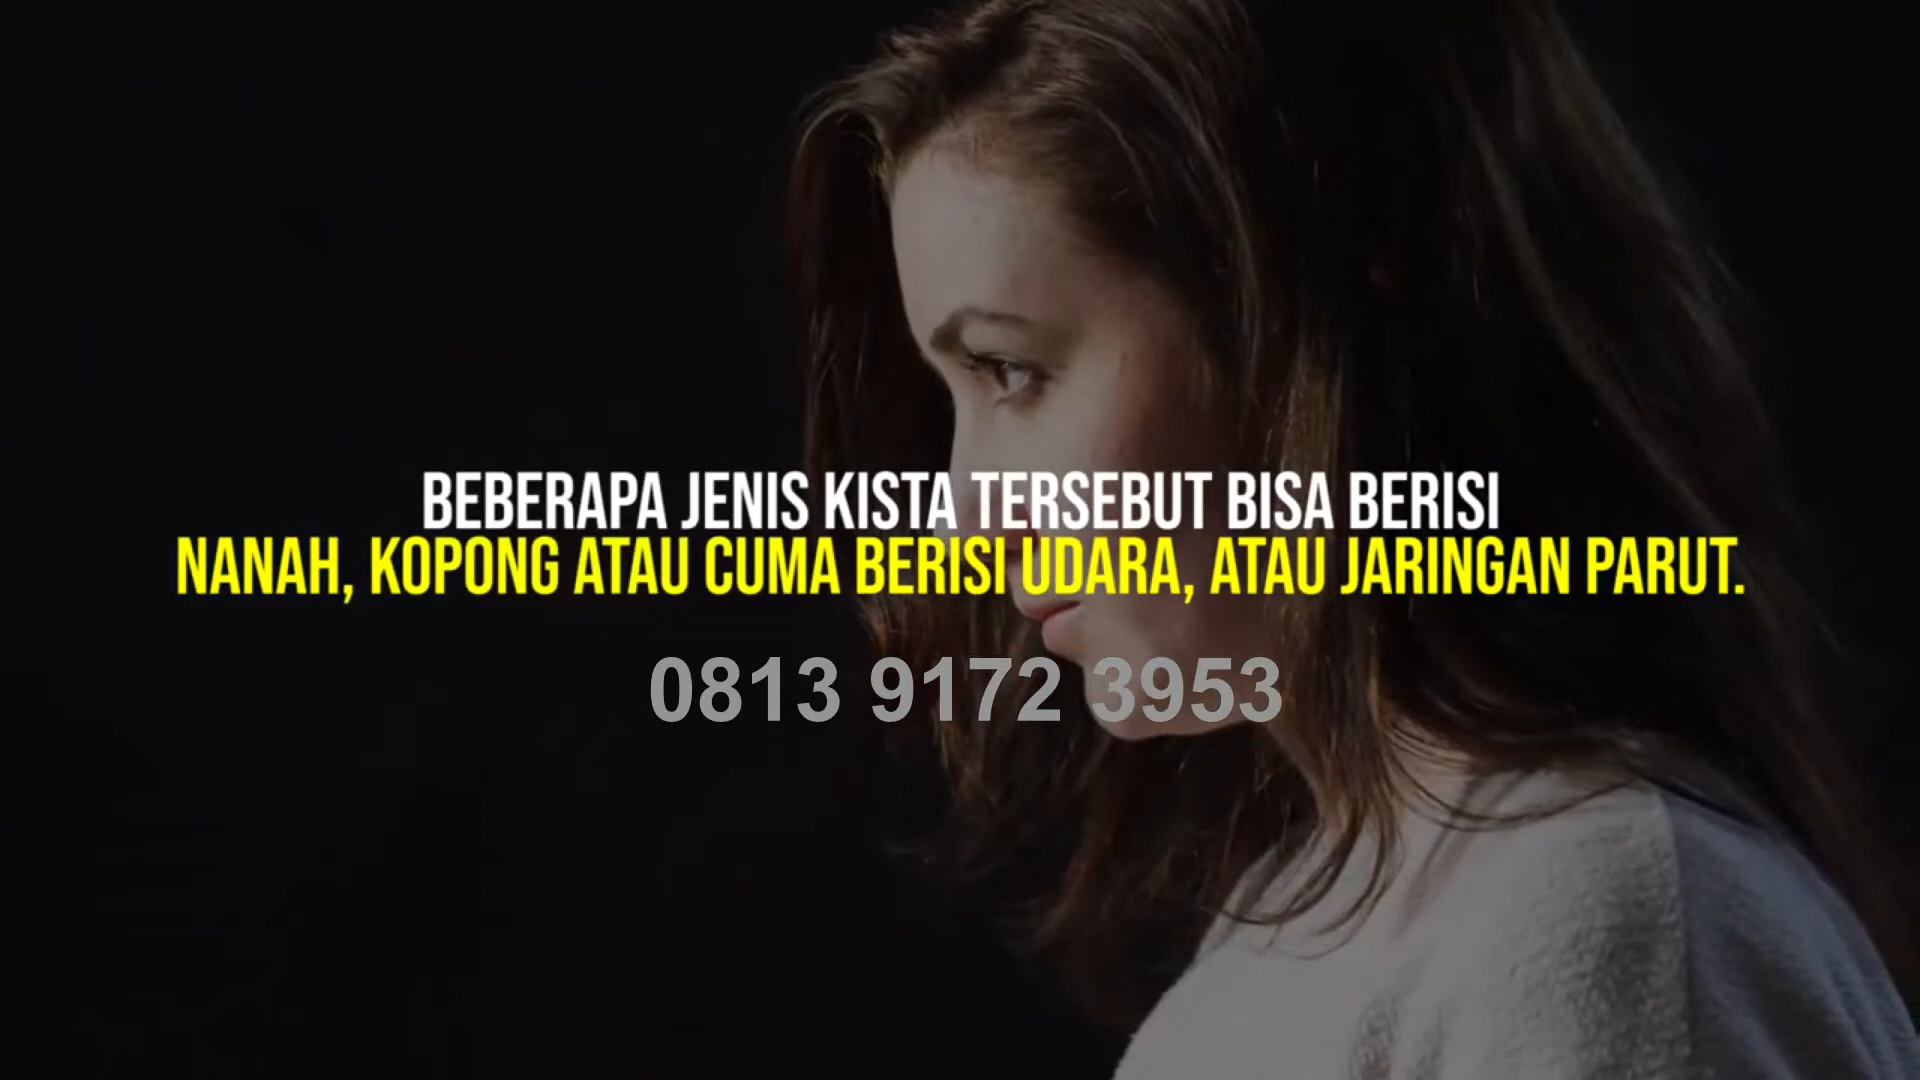 BEBERAPA JENIS KISTA TERSEBUT BISA BERISI
NANAH, KOPONG ATAU CUMA BERISI UDARA, ATAU JARINGAN PARUT.
0813 9172 3953